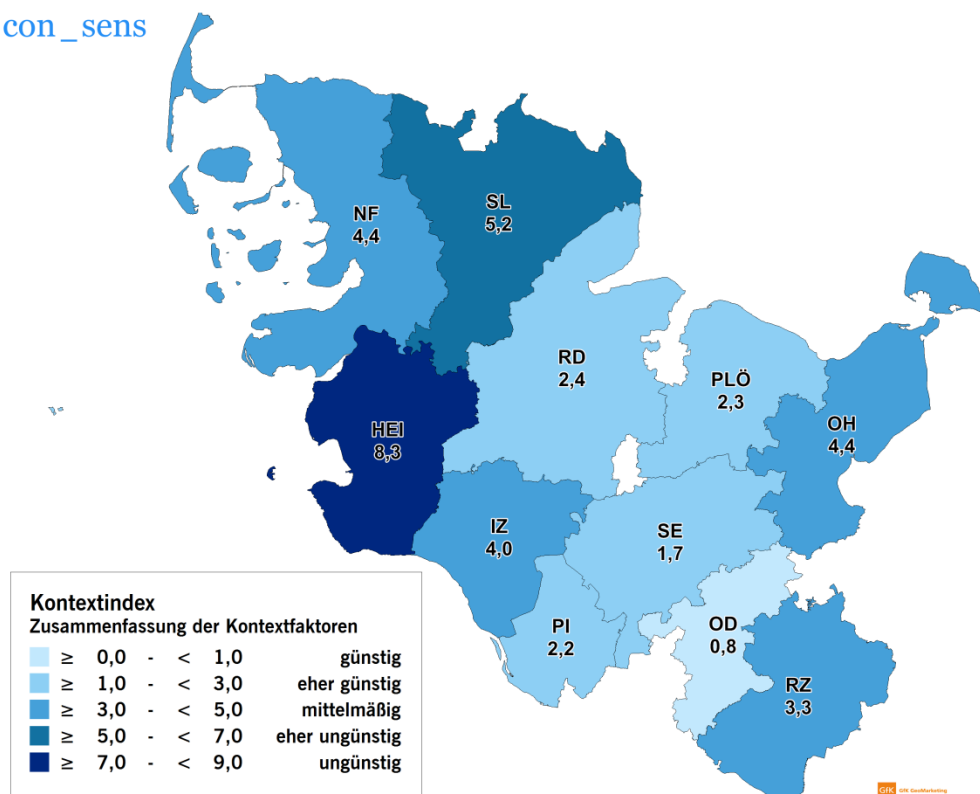 con_sens
NF
4,4
SL
5,2
RD
2,4
PLÖ
2,3
OH
4,4
HEI
8,3
IZ
4,0
SE
1,7
PI
2,2
OD
0,8
RZ
3,3
Kontextindex
Zusammenfassung der Kontextfaktoren
≥ 0,0 - < 1,0 günstig
≥ 1,0 - < 3,0 eher günstig
≥ 3,0 - < 5,0 mittelmäßig
≥ 5,0 - < 7,0 eher ungünstig
≥ 7,0 - < 9,0 ungünstig
GfK GfK GeoMarketing